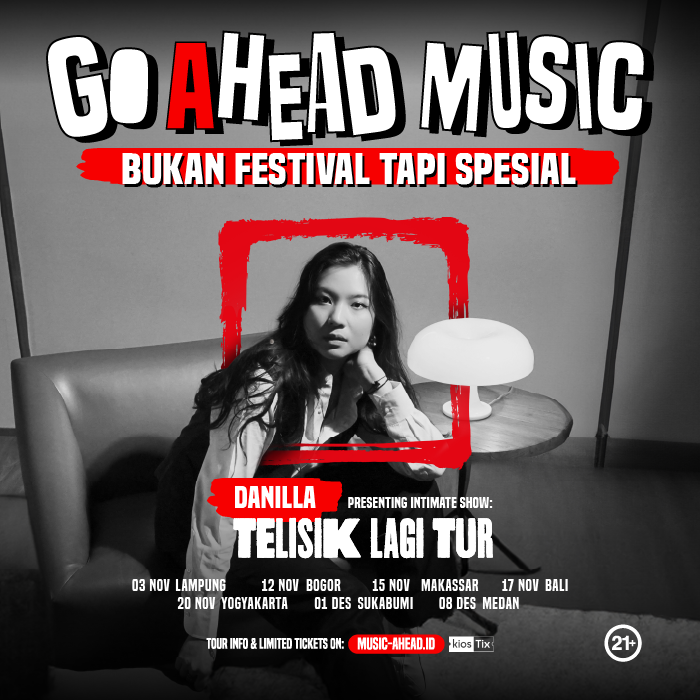 GO AHEAD MUSIC
BUKAN FESTIVAL TAPI SPESIAL
DANILLA PRESENTING INTIMATE SHOW:
TELISIK LAGI TUR
03 NOV LAMPUNG 12 NOV BOGOR 15 NOV MAKASSAR 17 NOV BALI
20 NOV YOGYAKARTA 01 DES SUKABUMI 08 DES MEDAN
TOUR INFO & LIMITED TICKETS ON: MUSIC-AHEAD.ID kios Tix
21+